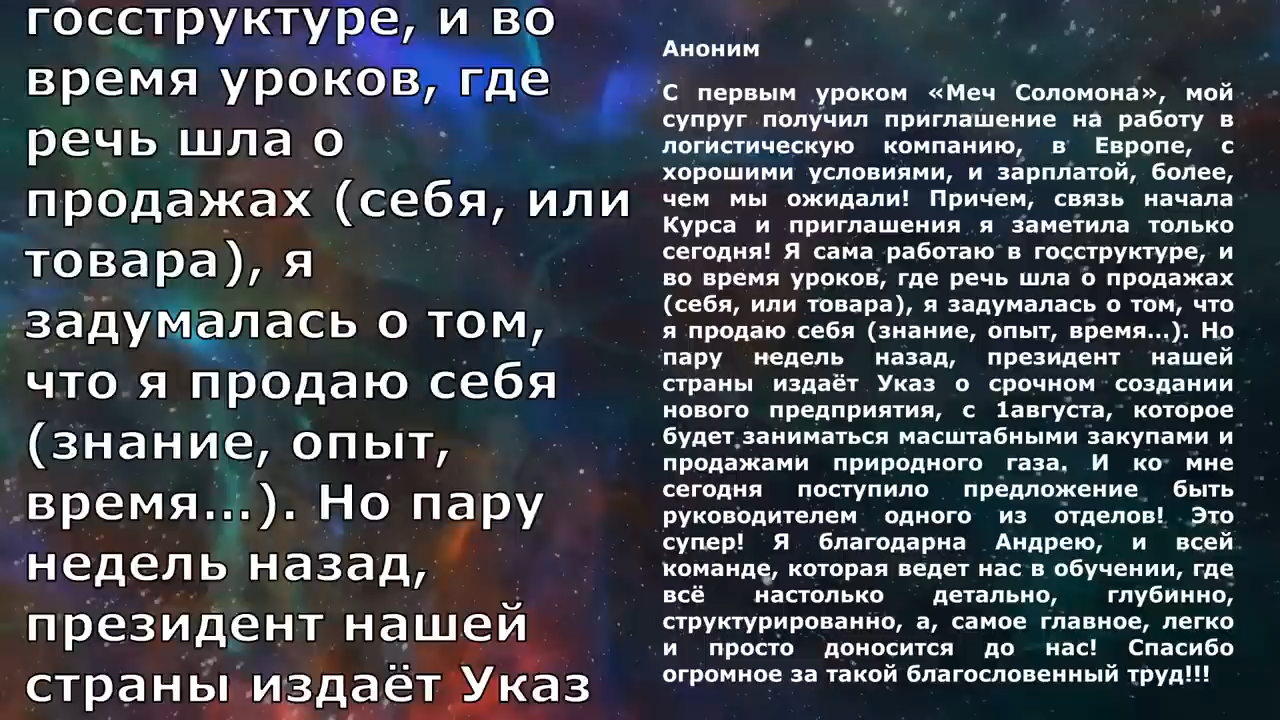 госструктуре, и во
время уроков, где
речь шла о
продажах (себя, или
товара), я
задумалась о том,
что я продаю себя
(знание, опыт,
время...). Но пару
недель назад,
президент нашей
страны издаёт Указ
Аноним
С первым уроком «Меч Соломона», мой
супруг получил приглашение на работу в
логистическую компанию, в Европе, с
хорошими условиями, и зарплатой, более,
чем мы ожидали! Причем, связь начала
Курса и приглашения я заметила только
сегодня! Я сама работаю в госструктуре, и
во время уроков, где речь шла о продажах
(себя, или товара), я задумалась о том, что
я продаю себя (знание, опыт, время...). Но
пару недель назад, президент нашей
страны издаёт Указ о срочном создании
нового предприятия, с 1августа, которое
будет заниматься масштабными закупами и
продажами природного газа. И ко мне
сегодня поступило предложение быть
руководителем одного из отделов! Это
супер! Я благодарна Андрею, и всей
команде, которая ведет нас в обучении, где
всё настолько детально, глубинно,
структурированно, а, самое главное, легко
и просто доносится до нас! Спасибо
огромное за такой благословенный труд!!!